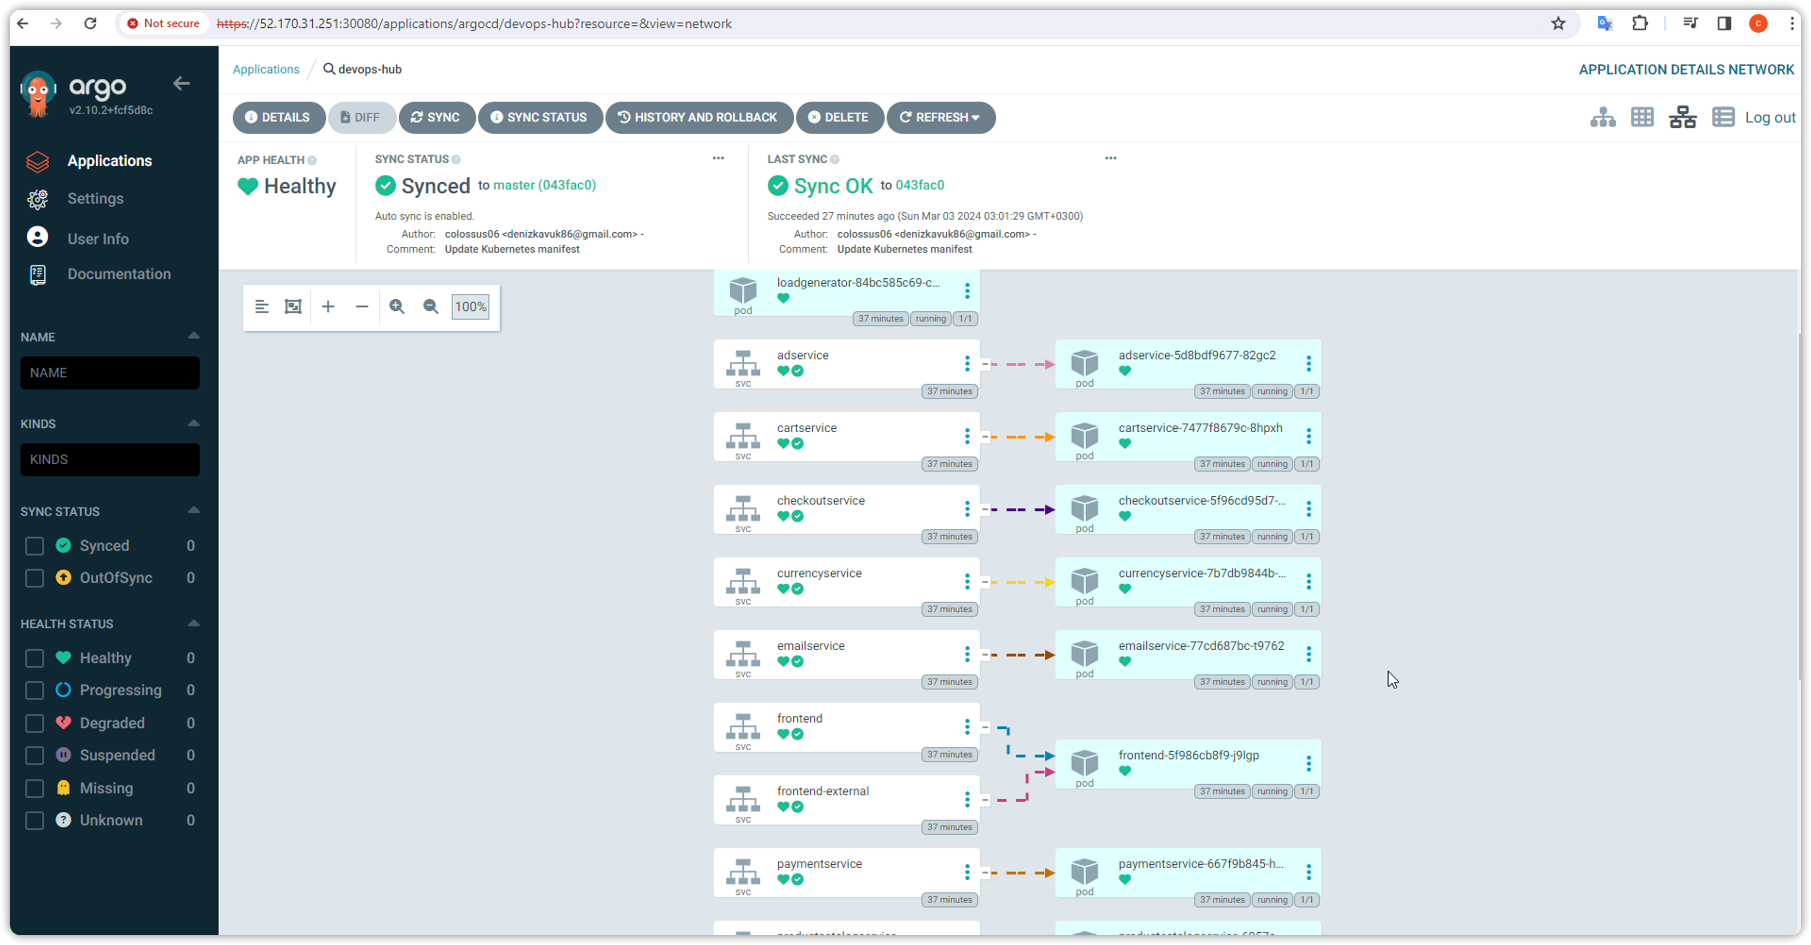 Not secure https://52.170.31.251:30080/applications/argocd/devops-hub?resource=&view=network
C
argo
v2.10.2+fcf5d8c
Applications
Settings
User Info
Documentation
NAME
NAME
KINDS
KINDS
SYNC STATUS
Synced 0
OutOfSync 0
HEALTH STATUS
Healthy 0
Progressing 0
Degraded 0
Suspended 0
Missing 0
Unknown 0
Applications / devops-hub
APPLICATION DETAILS NETWORK
DETAILS DIFF SYNC SYNC STATUS HISTORY AND ROLLBACK DELETE REFRESH
Log out
APP HEALTH
Healthy
SYNC STATUS
Synced to master (043fac0)
Auto sync is enabled.
Author: colossus06 <denizkavuk86@gmail.com> -
Comment: Update Kubernetes manifest
LAST SYNC
Sync OK to 043fac0
Succeeded 27 minutes ago (Sun Mar 03 2024 03:01:29 GMT+0300)
Author: colossus06 <denizkavuk86@gmail.com> -
Comment: Update Kubernetes manifest
100%
loadgenerator-84bc585c69-c...
pod
37 minutes running 1/1
adservice
svc
37 minutes
adservice-5d8bdf9677-82gc2
pod
37 minutes running 1/1
cartservice
svc
37 minutes
cartservice-7477f8679c-8hpxh
pod
37 minutes running 1/1
checkoutservice
svc
37 minutes
checkoutservice-5f96cd95d7-...
pod
37 minutes running 1/1
currencyservice
svc
37 minutes
currencyservice-7b7db9844b-...
pod
37 minutes running 1/1
emailservice
svc
37 minutes
emailservice-77cd687bc-t9762
pod
37 minutes running 1/1
frontend
svc
37 minutes
frontend-5f986cb8f9-j9lgp
pod
37 minutes running 1/1
frontend-external
svc
37 minutes
paymentservice
svc
37 minutes
paymentservice-667f9b845-h...
pod
37 minutes running 1/1